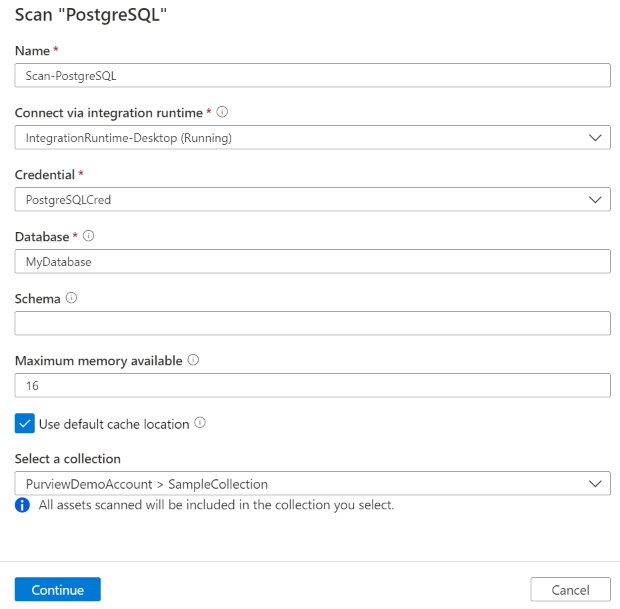 Scan "PostgreSQL"
Name *
Scan-PostgreSQL
Connect via integration runtime *
IntegrationRuntime-Desktop (Running)
Credential *
PostgreSQLCred
Database *
MyDatabase
Schema
Maximum memory available
16
Use default cache location
Select a collection
PurviewDemoAccount > SampleCollection
All assets scanned will be included in the collection you select.
Continue
Cancel